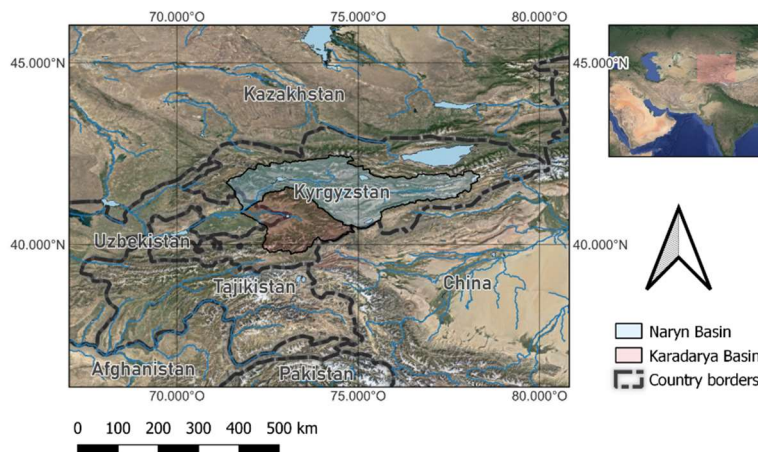 70.000°O 75.000°O 80.000°O
45.000°N 45.000°N
Kazakhstan
Kyrgyzstan
Uzbekistan
40.000°N 40.000°N
Tajikistan China
Afghanistan
Pakistan
70.000°O 75.000°O 80.000°O
Naryn Basin
Karadarya Basin
Country borders
0 100 200 300 400 500 km